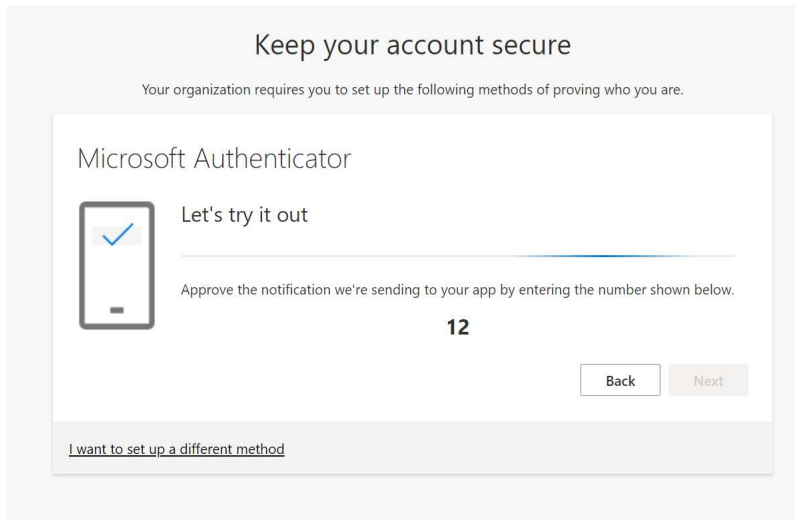 Keep your account secure
Your organization requires you to set up the following methods of proving who you are.
Microsoft Authenticator
Let's try it out
Approve the notification we're sending to your app by entering the number shown below.
12
Back Next
I want to set up a different method